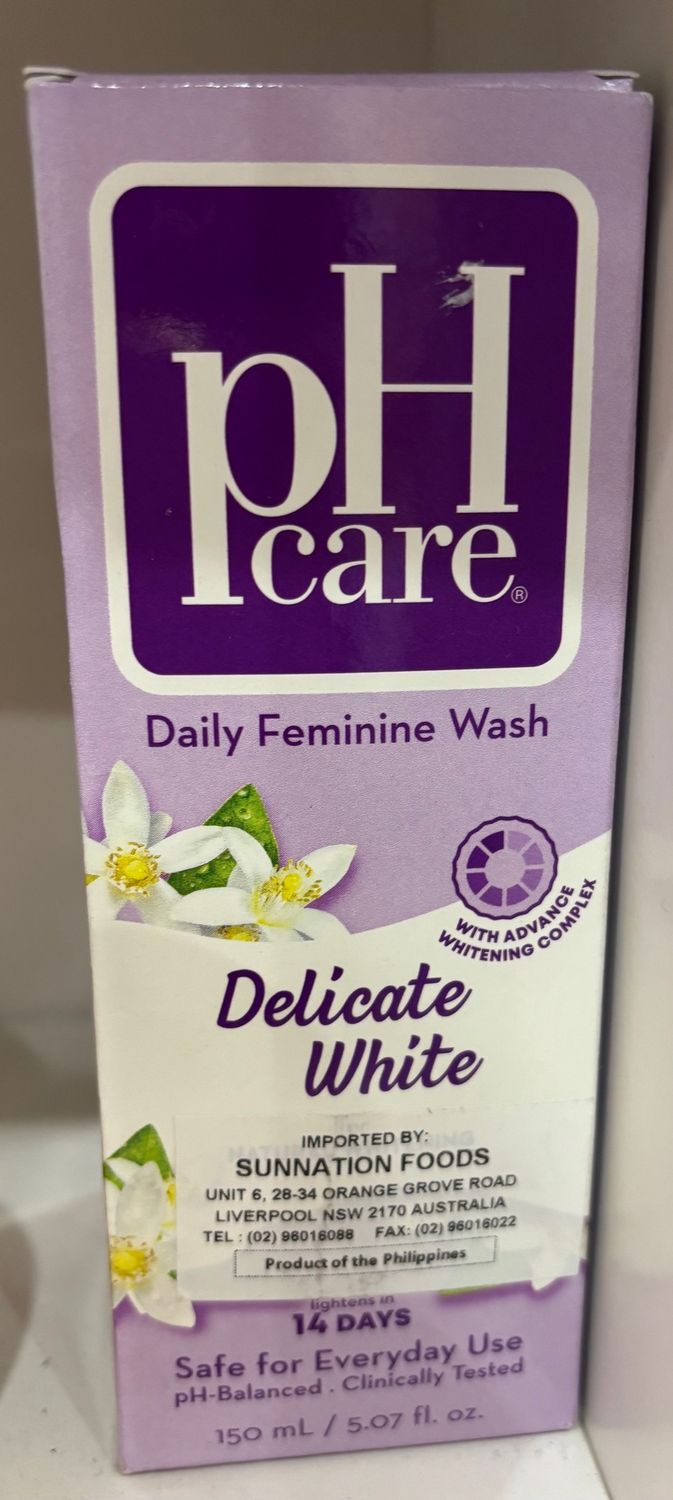 pH
care®
Daily Feminine Wash
WITH ADVANCE
WHITENING COMPLEX
Delicate
White
IMPORTED BY:
SUNNATION FOODS
UNIT 6, 28-34 ORANGE GROVE ROAD
LIVERPOOL NSW 2170 AUSTRALIA
TEL : (02) 96016088 FAX: (02) 96016022
Product of the Philippines
lightens in
14 DAYS
Safe for Everyday Use
pH-Balanced . Clinically Tested
150 mL / 5.07 fl. oz.